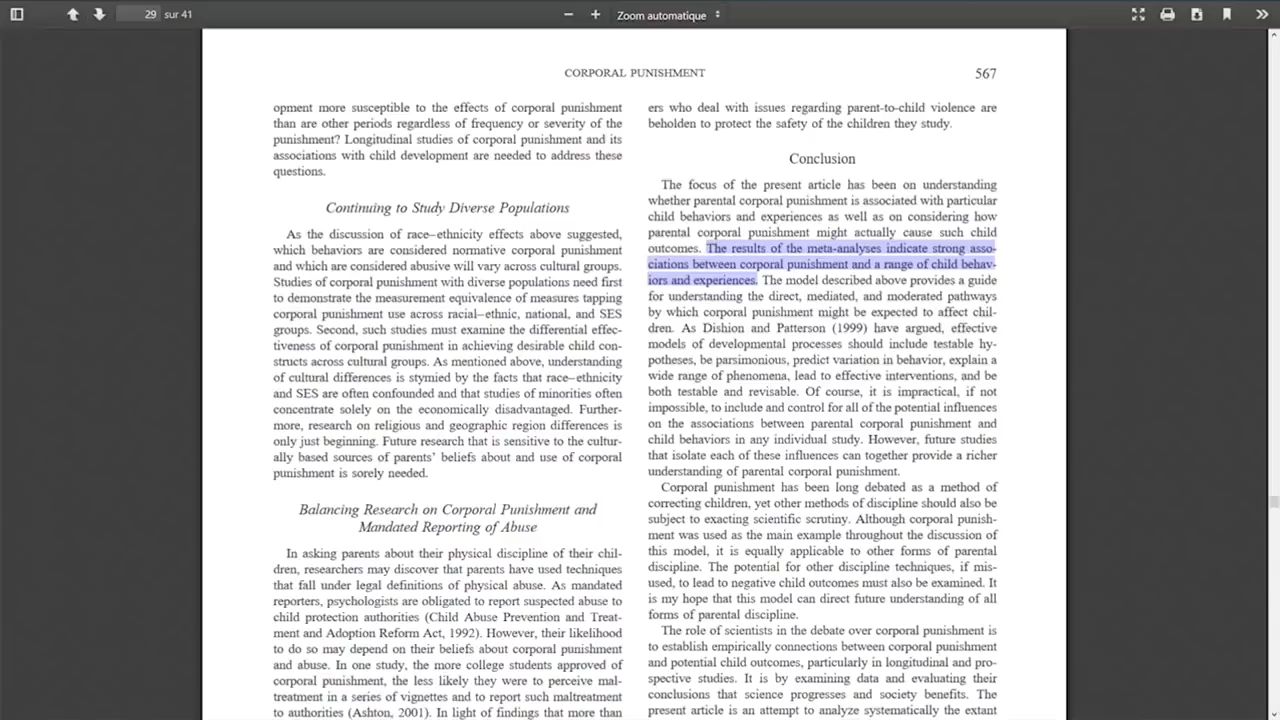 29 sur 41
Zoom automatique
CORPORAL PUNISHMENT
567
opment more susceptible to the effects of corporal punishment
than are other periods regardless of frequency or severity of the
punishment? Longitudinal studies of corporal punishment and its
associations with child development are needed to address these
questions.
Continuing to Study Diverse Populations
As the discussion of race–ethnicity effects above suggested,
which behaviors are considered normative corporal punishment
and which are considered abusive will vary across cultural groups.
Studies of corporal punishment with diverse populations need first
to demonstrate the measurement equivalence of measures tapping
corporal punishment use across racial–ethnic, national, and SES
groups. Second, such studies must examine the differential effec-
tiveness of corporal punishment in achieving desirable child con-
structs across cultural groups. As mentioned above, understanding
of cultural differences is stymied by the facts that race–ethnicity
and SES are often confounded and that studies of minorities often
concentrate solely on the economically disadvantaged. Further-
more, research on religious and geographic region differences is
only just beginning. Future research that is sensitive to the cultur-
ally based sources of parents' beliefs about and use of corporal
punishment is sorely needed.
Balancing Research on Corporal Punishment and
Mandated Reporting of Abuse
In asking parents about their physical discipline of their chil-
dren, researchers may discover that parents have used techniques
that fall under legal definitions of physical abuse. As mandated
reporters, psychologists are obligated to report suspected abuse to
child protection authorities (Child Abuse Prevention and Treat-
ment and Adoption Reform Act, 1992). However, their likelihood
to do so may depend on their beliefs about corporal punishment
and abuse. In one study, the more college students approved of
corporal punishment, the less likely they were to perceive mal-
treatment in a series of vignettes and to report such maltreatment
to authorities (Ashton, 2001). In light of findings that more than
ers who deal with issues regarding parent-to-child violence are
beholden to protect the safety of the children they study.
Conclusion
The focus of the present article has been on understanding
whether parental corporal punishment is associated with particular
child behaviors and experiences as well as on considering how
parental corporal punishment might actually cause such child
outcomes. The results of the meta-analyses indicate strong asso-
ciations between corporal punishment and a range of child behav-
iors and experiences. The model described above provides a guide
for understanding the direct, mediated, and moderated pathways
by which corporal punishment might be expected to affect chil-
dren. As Dishion and Patterson (1999) have argued, effective
models of developmental processes should include testable hy-
potheses, be parsimonious, predict variation in behavior, explain a
wide range of phenomena, lead to effective interventions, and be
both testable and revisable. Of course, it is impractical, if not
impossible, to include and control for all of the potential influences
on the associations between parental corporal punishment and
child behaviors in any individual study. However, future studies
that isolate each of these influences can together provide a richer
understanding of parental corporal punishment.
Corporal punishment has been long debated as a method of
correcting children, yet other methods of discipline should also be
subject to exacting scientific scrutiny. Although corporal punish-
ment was used as the main example throughout the discussion of
this model, it is equally applicable to other forms of parental
discipline. The potential for other discipline techniques, if mis-
used, to lead to negative child outcomes must also be examined. It
is my hope that this model can direct future understanding of all
forms of parental discipline.
The role of scientists in the debate over corporal punishment is
to establish empirically connections between corporal punishment
and potential child outcomes, particularly in longitudinal and pro-
spective studies. It is by examining data and evaluating their
conclusions that science progresses and society benefits. The
present article is an attempt to analyze systematically the extant